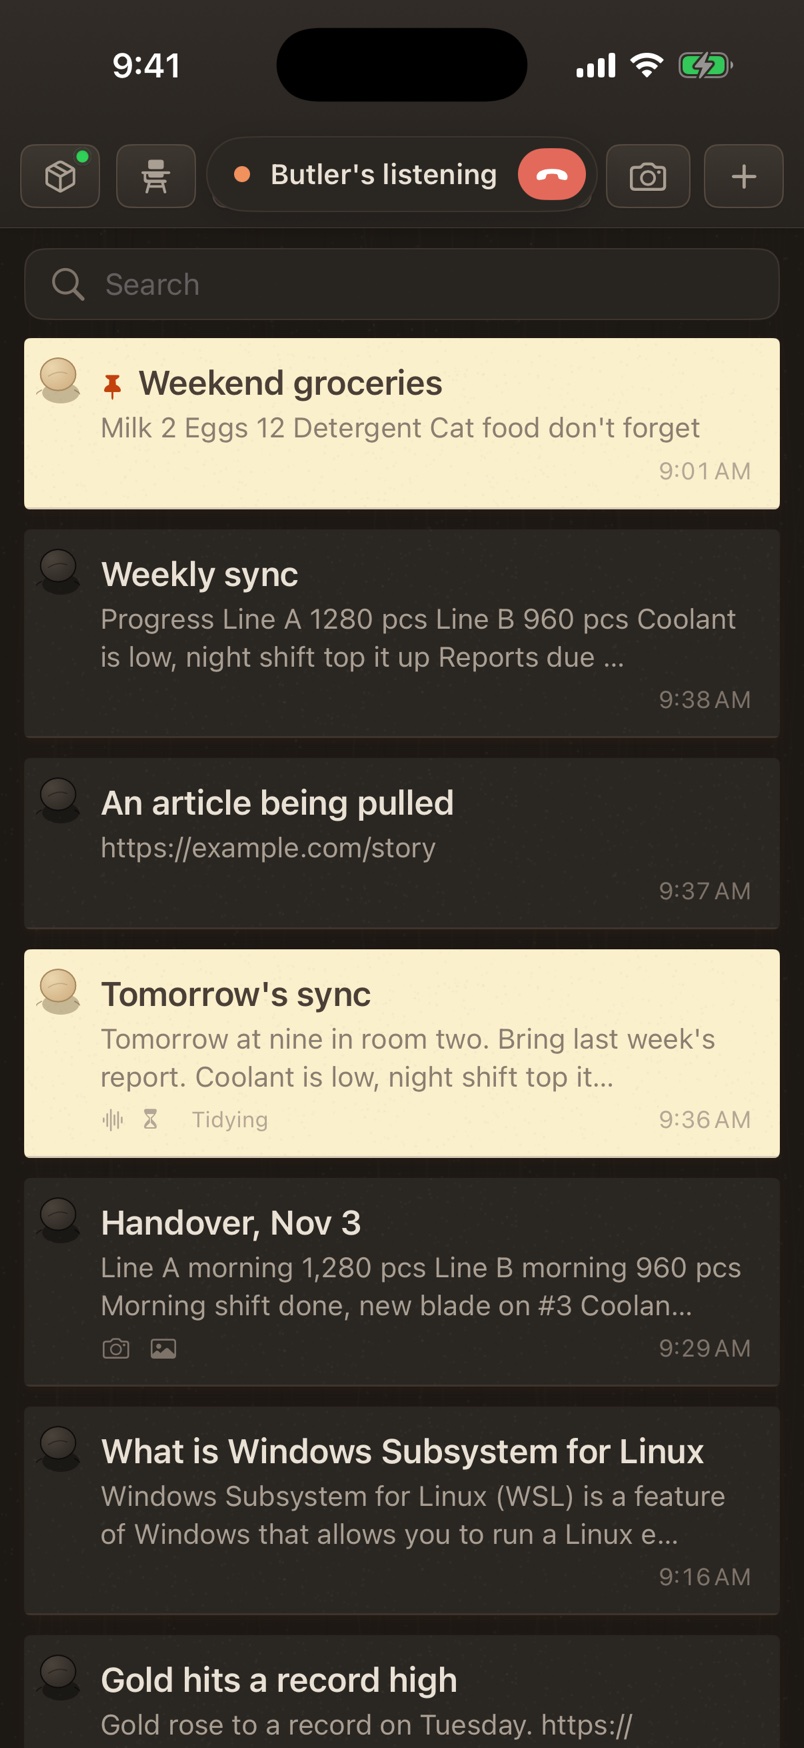 9:41
Butler's listening
Search
Weekend groceries
Milk 2 Eggs 12 Detergent Cat food don't forget
9:01 AM
Weekly sync
Progress Line A 1280 pcs Line B 960 pcs Coolant
is low, night shift top it up Reports due ...
9:38 AM
An article being pulled
https://example.com/story
9:37 AM
Tomorrow's sync
Tomorrow at nine in room two. Bring last week's
report. Coolant is low, night shift top it...
Tidying 9:36 AM
Handover, Nov 3
Line A morning 1,280 pcs Line B morning 960 pcs
Morning shift done, new blade on #3 Coolan...
9:29 AM
What is Windows Subsystem for Linux
Windows Subsystem for Linux (WSL) is a feature
of Windows that allows you to run a Linux e...
9:16 AM
Gold hits a record high
Gold rose to a record on Tuesday. https://